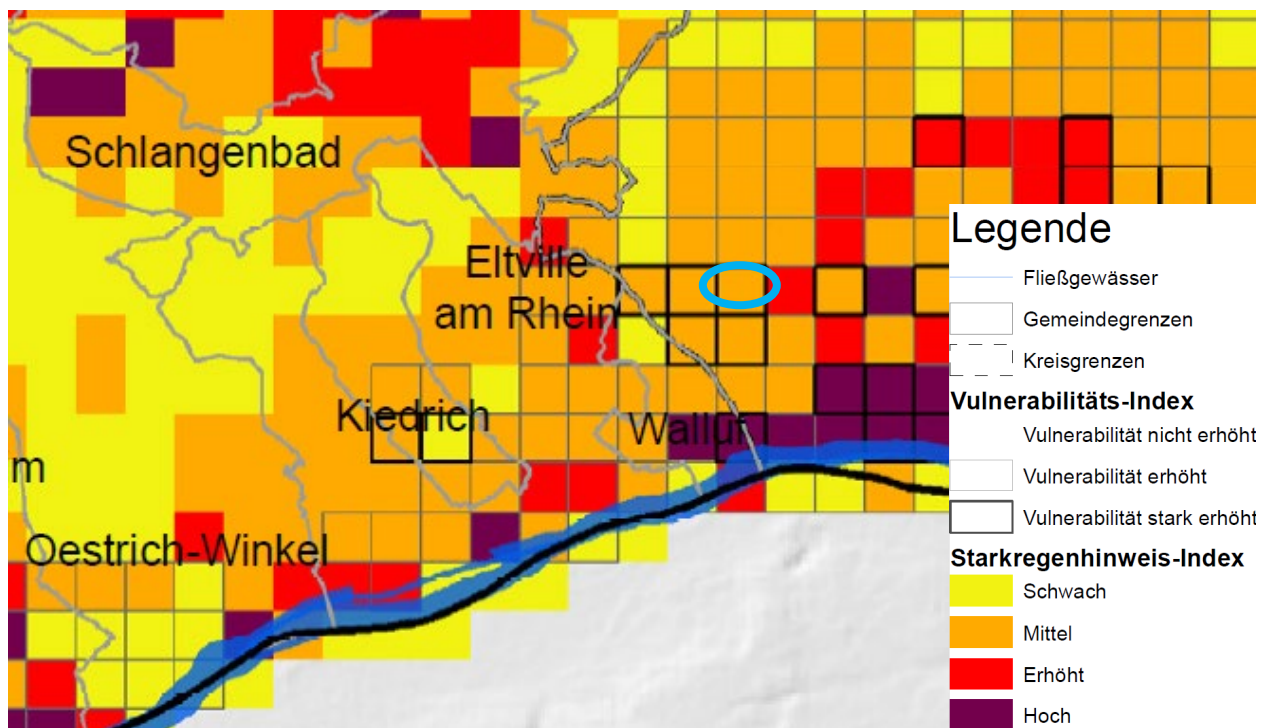 Schlangenbad
Eltville
am Rhein
Kiedrich
Walluf
m
Oestrich-Winkel
Legende
Fließgewässer
Gemeindegrenzen
Kreisgrenzen
Vulnerabilitäts-Index
Vulnerabilität nicht erhöht
Vulnerabilität erhöht
Vulnerabilität stark erhöht
Starkregenhinweis-Index
Schwach
Mittel
Erhöht
Hoch